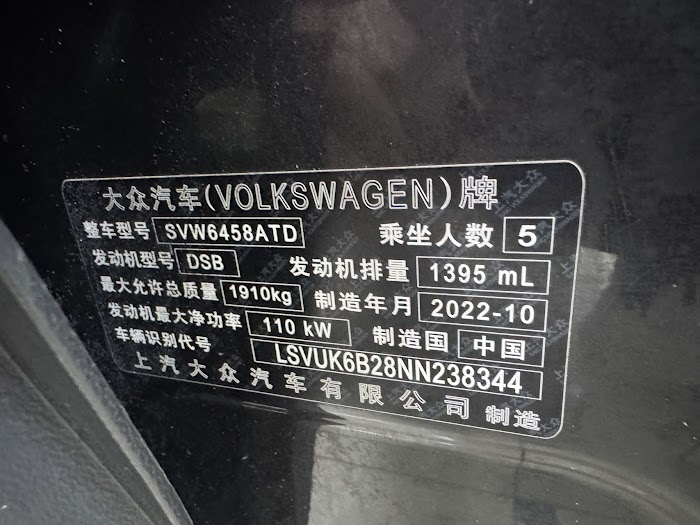 大众汽车(VOLKSWAGEN)牌
整车型号 SVW6458ATD 乘坐人数 5
发动机型号 DSB 发动机排量 1395 mL
最大允许总质量 1910kg 制造年月 2022-10
发动机最大净功率 110 kW 制造国 中国
车辆识别代号 LSVUK6B28NN238344
上汽大众汽车有限公司 制造